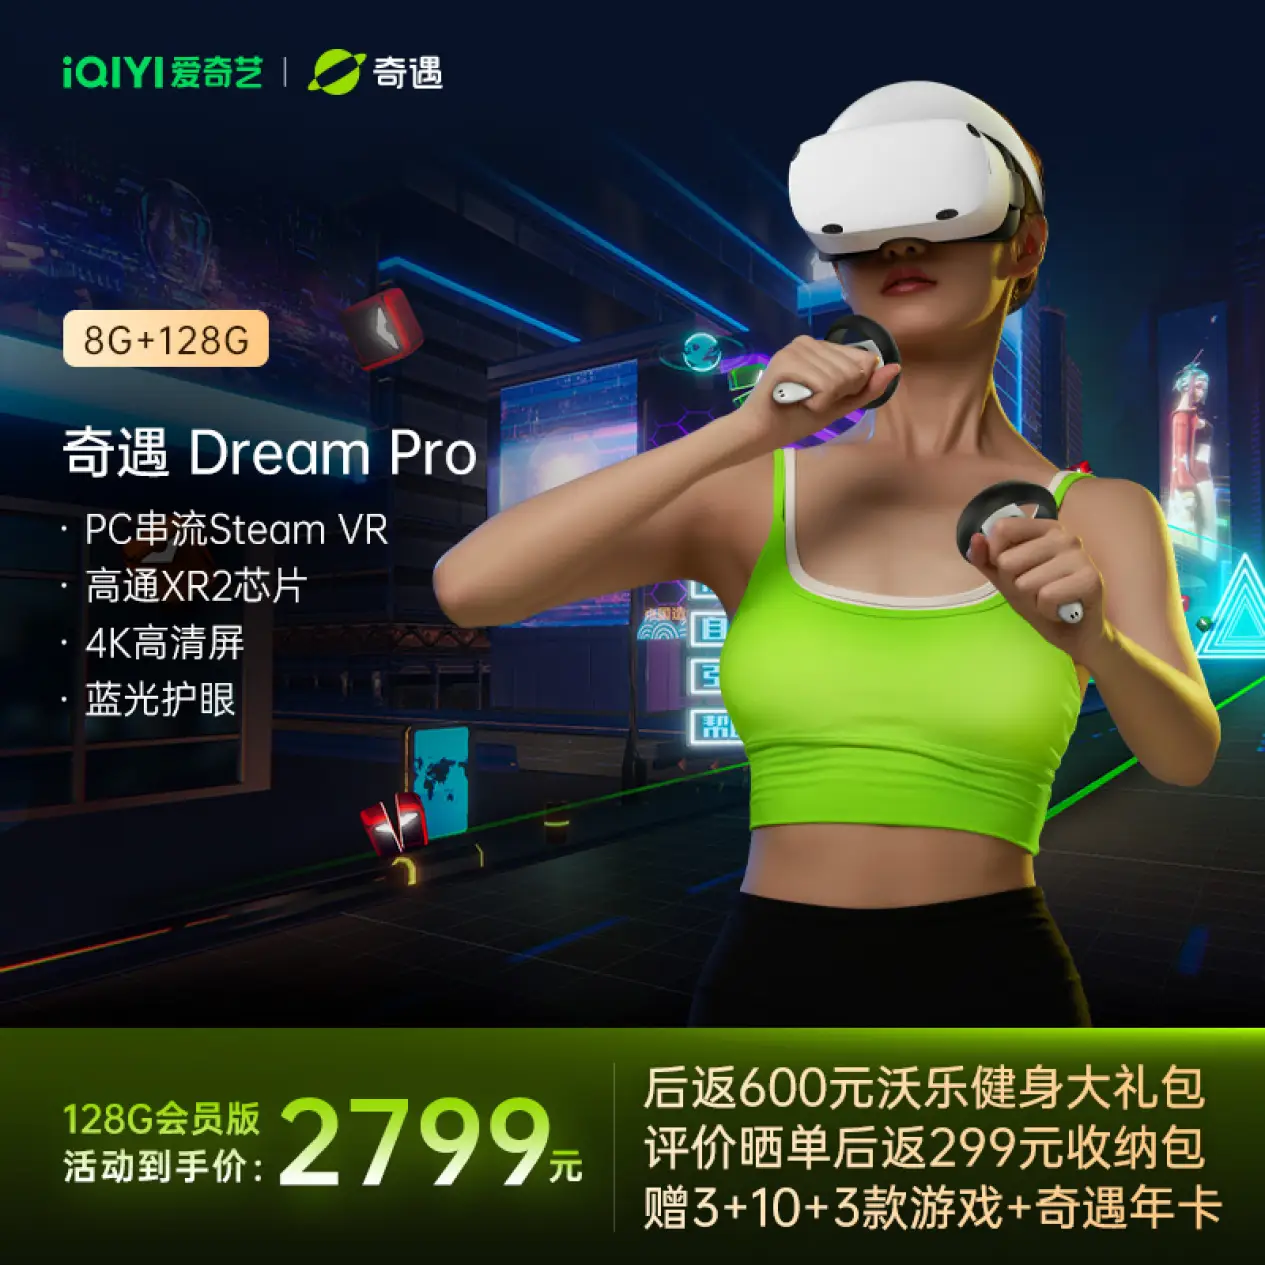 iQIYI爱奇艺 | 奇遇
8G+128G
奇遇 Dream Pro
· PC串流Steam VR
· 高通XR2芯片
· 4K高清屏
· 蓝光护眼
128G会员版
活动到手价:
2799元
后返600元沃乐健身大礼包
评价晒单后返299元收纳包
赠3+10+3款游戏+奇遇年卡